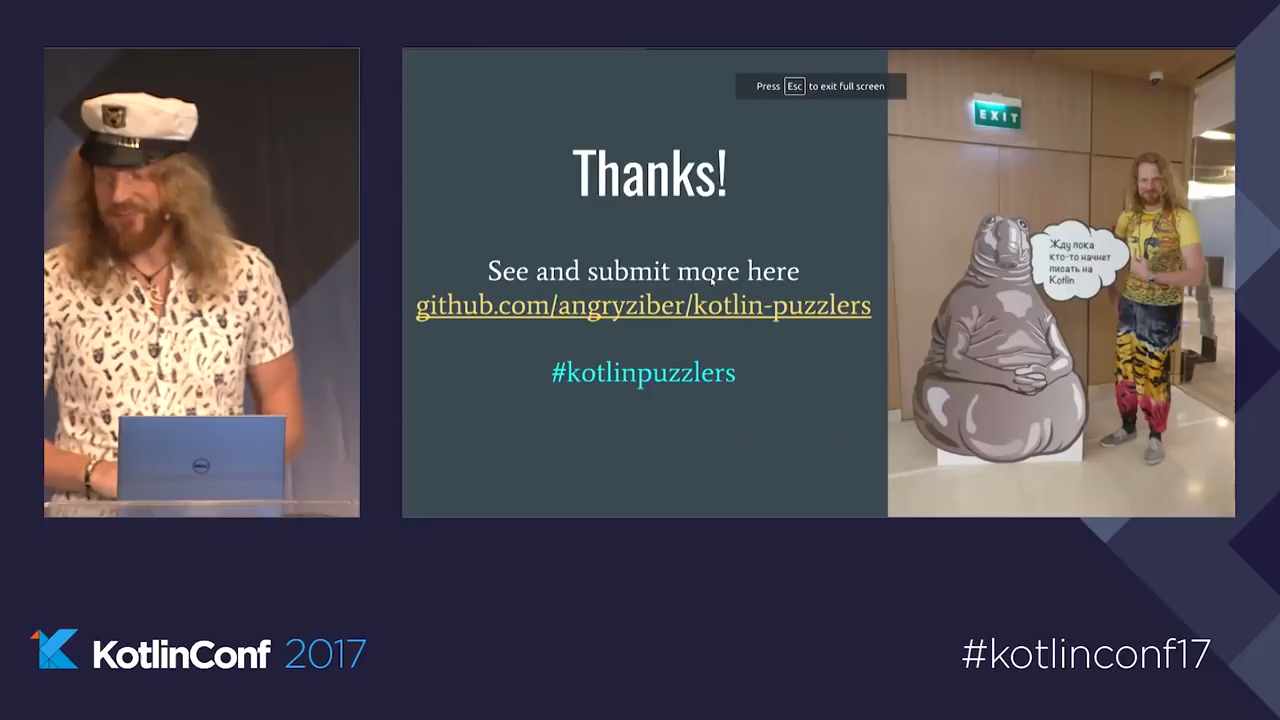 Press Esc to exit full screen
EXIT
Thanks!
Жду пока
кто-то начнет
писать на
Kotlin
See and submit more here
github.com/angryziber/kotlin-puzzlers
#kotlinpuzzlers
DELL
KotlinConf 2017
#kotlinconf17